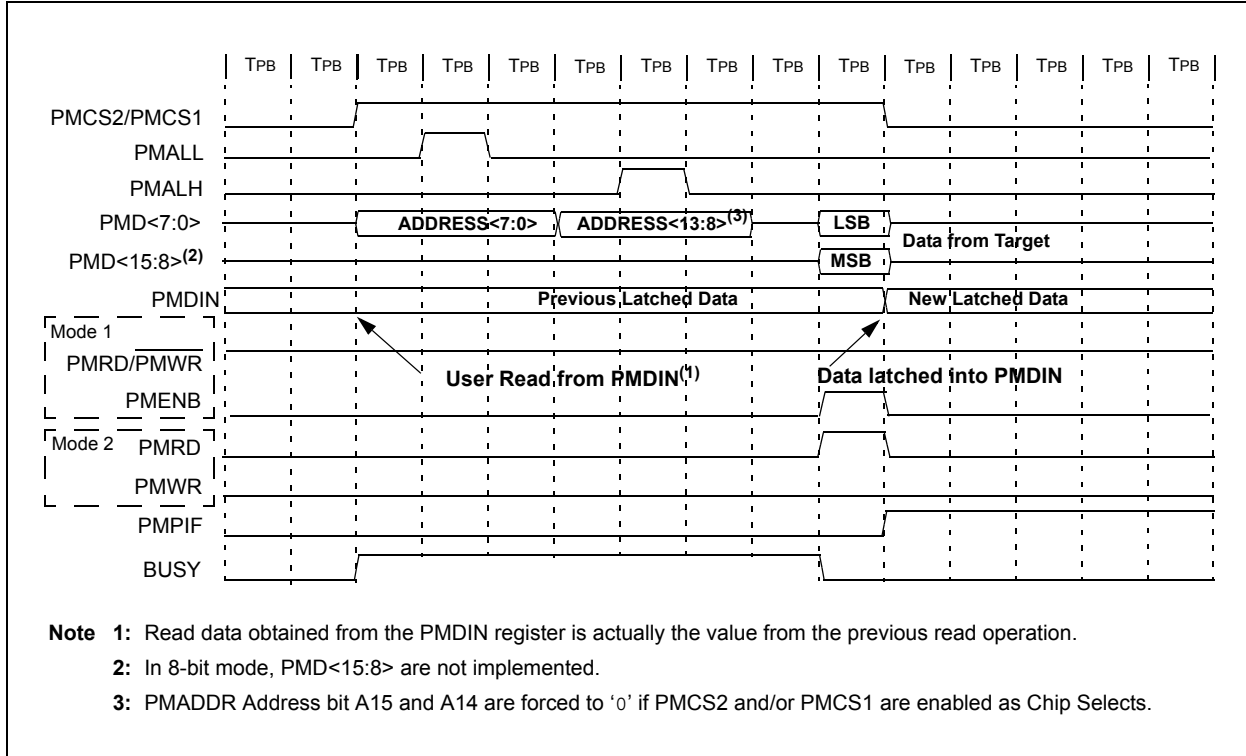 TPB TPB TPB TPB TPB TPB TPB TPB TPB TPB TPB TPB TPB TPB TPB
PMCS2/PMCS1
PMALL
PMALH
PMD<7:0> ADDRESS<7:0> ADDRESS<13:8>(3) LSB
Data from Target
PMD<15:8>(2) MSB
PMDIN Previous Latched Data New Latched Data
Mode 1
PMRD/PMWR
User Read from PMDIN(1) Data latched into PMDIN
PMENB
Mode 2 PMRD
PMWR
PMPIF
BUSY
Note 1: Read data obtained from the PMDIN register is actually the value from the previous read operation.
2: In 8-bit mode, PMD<15:8> are not implemented.
3: PMADDR Address bit A15 and A14 are forced to ‘0’ if PMCS2 and/or PMCS1 are enabled as Chip Selects.